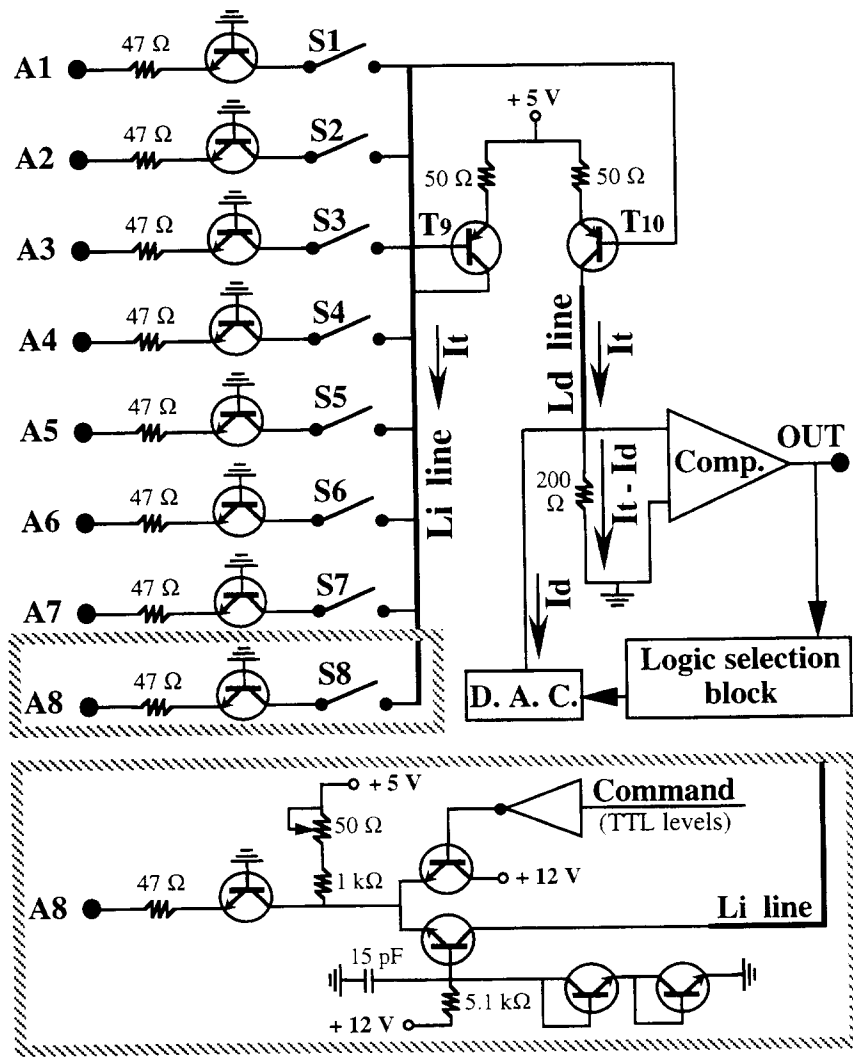 47 Ω
A1
S1
+ 5 V
47 Ω
A2
S2
50 Ω
50 Ω
47 Ω
A3
S3
T9
T10
47 Ω
A4
S4
It
Ld line
It
47 Ω
A5
S5
Li line
Comp.
OUT
47 Ω
A6
S6
200
Ω
It - Id
47 Ω
A7
S7
Id
47 Ω
A8
S8
D. A. C.
Logic selection
block
+ 5 V
Command
(TTL levels)
50 Ω
47 Ω
A8
1 kΩ
+ 12 V
Li line
15 pF
5.1 kΩ
+ 12 V